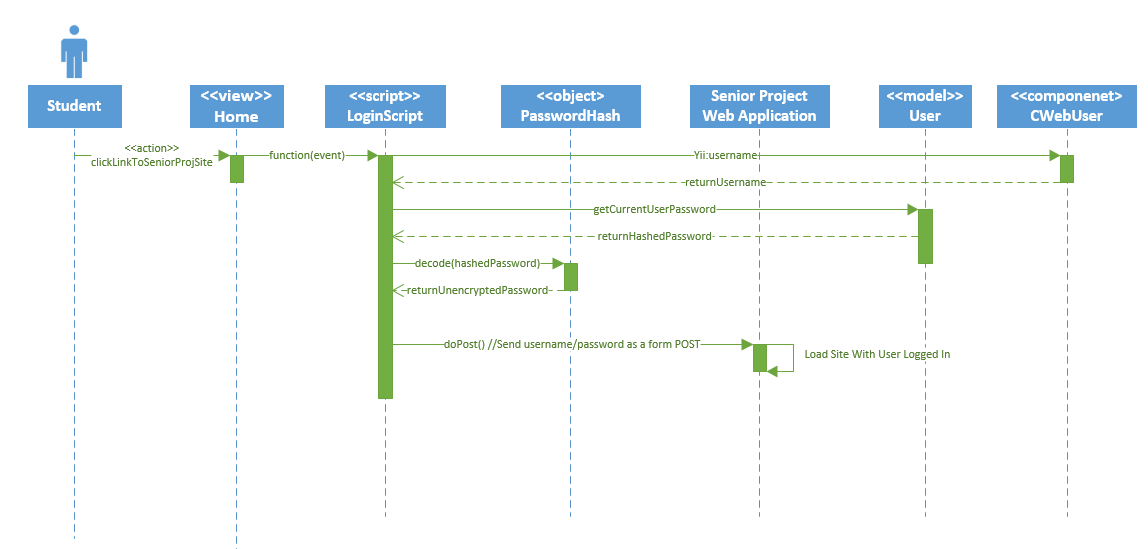 Student
<<view>>
Home
<<script>>
LoginScript
<<object>
PasswordHash
Senior Project
Web Application
<<model>>
User
<<componenet>>
CWebUser
<<action>>
clickLinkToSeniorProjSite
function(event)
Yii:username
returnUsername
getCurrentUserPassword
returnHashedPassword
decode(hashedPassword)
returnUnencryptedPassword
doPost() //Send username/password as a form POST
Load Site With User Logged In